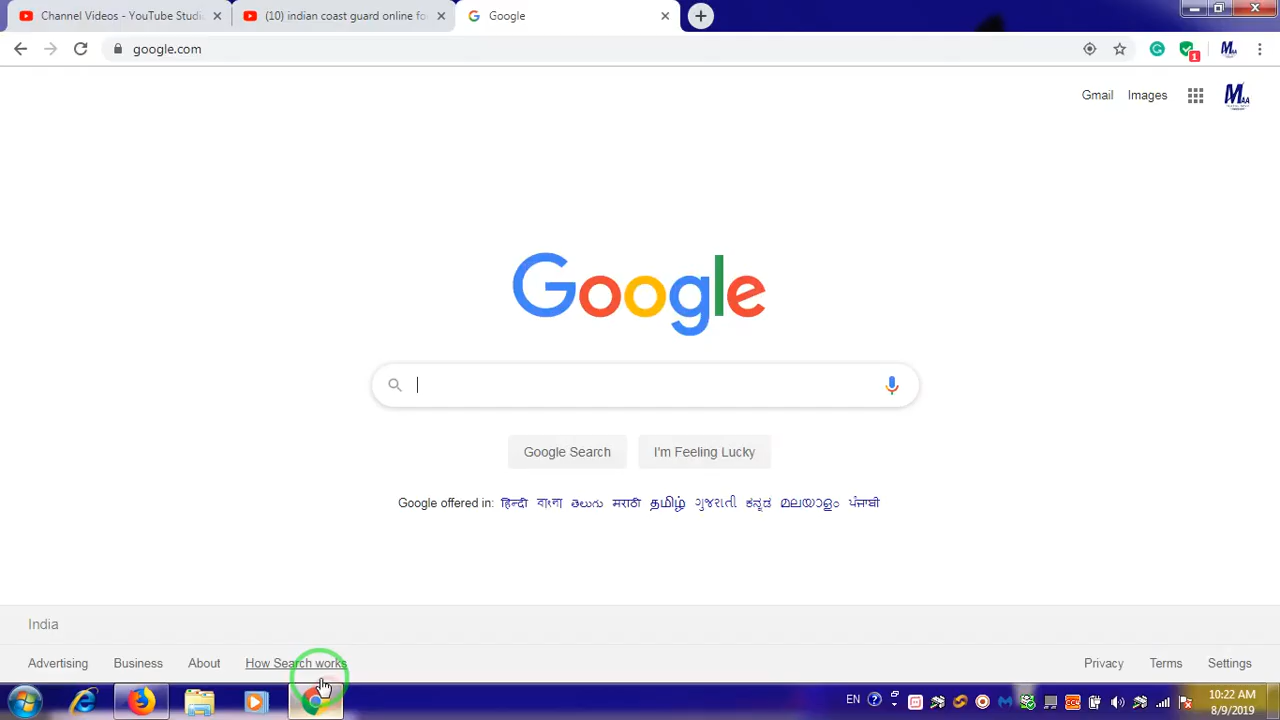 Channel Videos - YouTube Studi
(10) indian coast guard online fo
Google
google.com
1
Gmail Images
MAA
Google
Google Search I'm Feeling Lucky
Google offered in: हिन्दी বাংলা తెలుగు मराठी தமிழ் ગુજરાતી ಕನ್ನಡ മലയാളം ਪੰਜਾਬੀ
India
Advertising Business About How Search works Privacy Terms Settings
EN 10:22 AM
8/9/2019